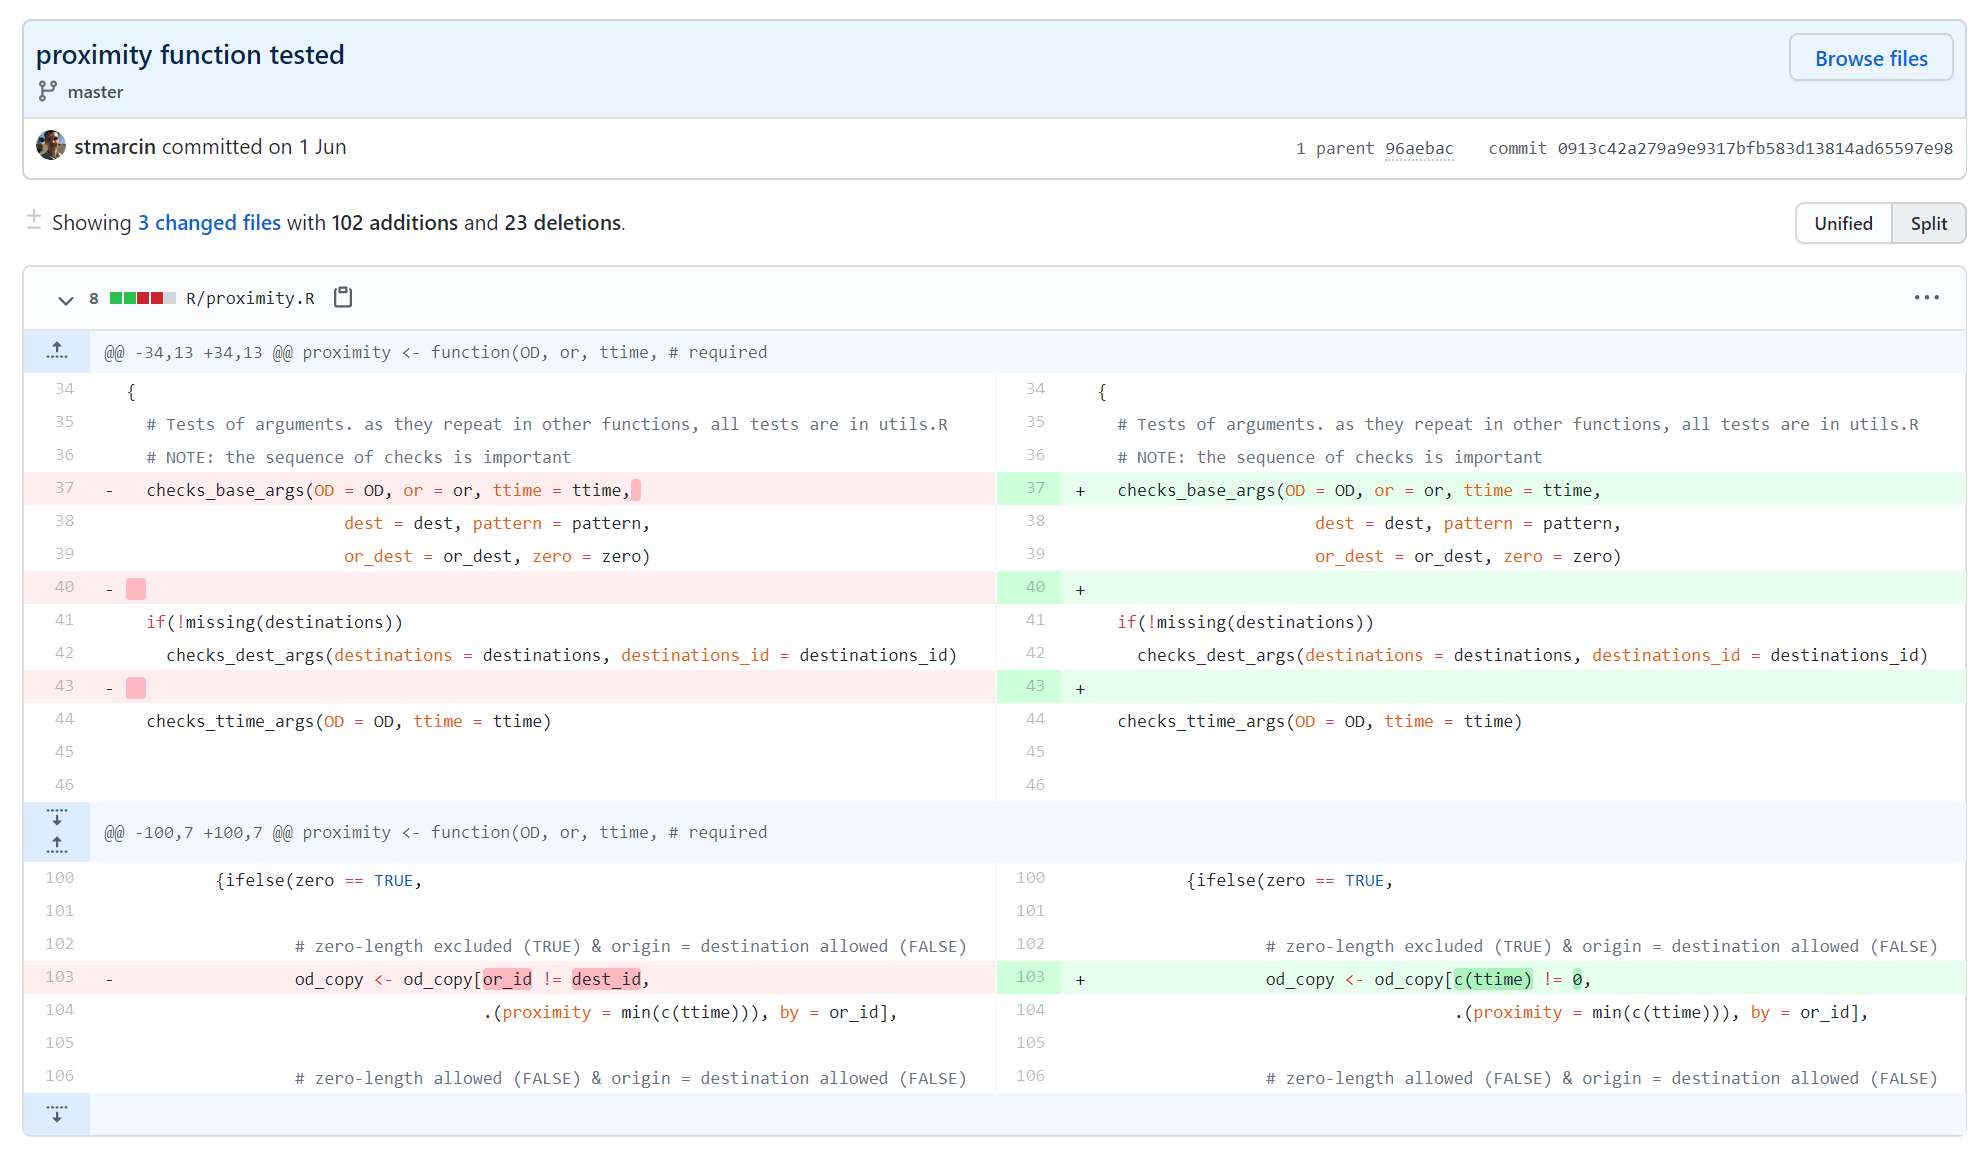 proximity function tested
Browse files
master
stmarcin committed on 1 Jun
1 parent 96aebac commit 0913c42a279a9e9317bfb583d13814ad65597e98
Showing 3 changed files with 102 additions and 23 deletions.
Unified Split
8 R/proximity.R
@@ -34,13 +34,13 @@ proximity <- function(OD, or, ttime, # required
34 { 34 {
35 # Tests of arguments. as they repeat in other functions, all tests are in utils.R 35 # Tests of arguments. as they repeat in other functions, all tests are in utils.R
36 # NOTE: the sequence of checks is important 36 # NOTE: the sequence of checks is important
37 - checks_base_args(OD = OD, or = or, ttime = ttime, 37 + checks_base_args(OD = OD, or = or, ttime = ttime,
38 dest = dest, pattern = pattern, 38 dest = dest, pattern = pattern,
39 or_dest = or_dest, zero = zero) 39 or_dest = or_dest, zero = zero)
40 - 40 +
41 if(!missing(destinations)) 41 if(!missing(destinations))
42 checks_dest_args(destinations = destinations, destinations_id = destinations_id) 42 checks_dest_args(destinations = destinations, destinations_id = destinations_id)
43 - 43 +
44 checks_ttime_args(OD = OD, ttime = ttime) 44 checks_ttime_args(OD = OD, ttime = ttime)
45 45
46 46
@@ -100,7 +100,7 @@ proximity <- function(OD, or, ttime, # required
100 {ifelse(zero == TRUE, 100 {ifelse(zero == TRUE,
101 101
102 # zero-length excluded (TRUE) & origin = destination allowed (FALSE) 102 # zero-length excluded (TRUE) & origin = destination allowed (FALSE)
103 - od_copy <- od_copy[or_id != dest_id, 103 + od_copy <- od_copy[c(ttime) != 0,
104 .(proximity = min(c(ttime))), by = or_id], 104 .(proximity = min(c(ttime))), by = or_id],
105 105
106 # zero-length allowed (FALSE) & origin = destination allowed (FALSE) 106 # zero-length allowed (FALSE) & origin = destination allowed (FALSE)